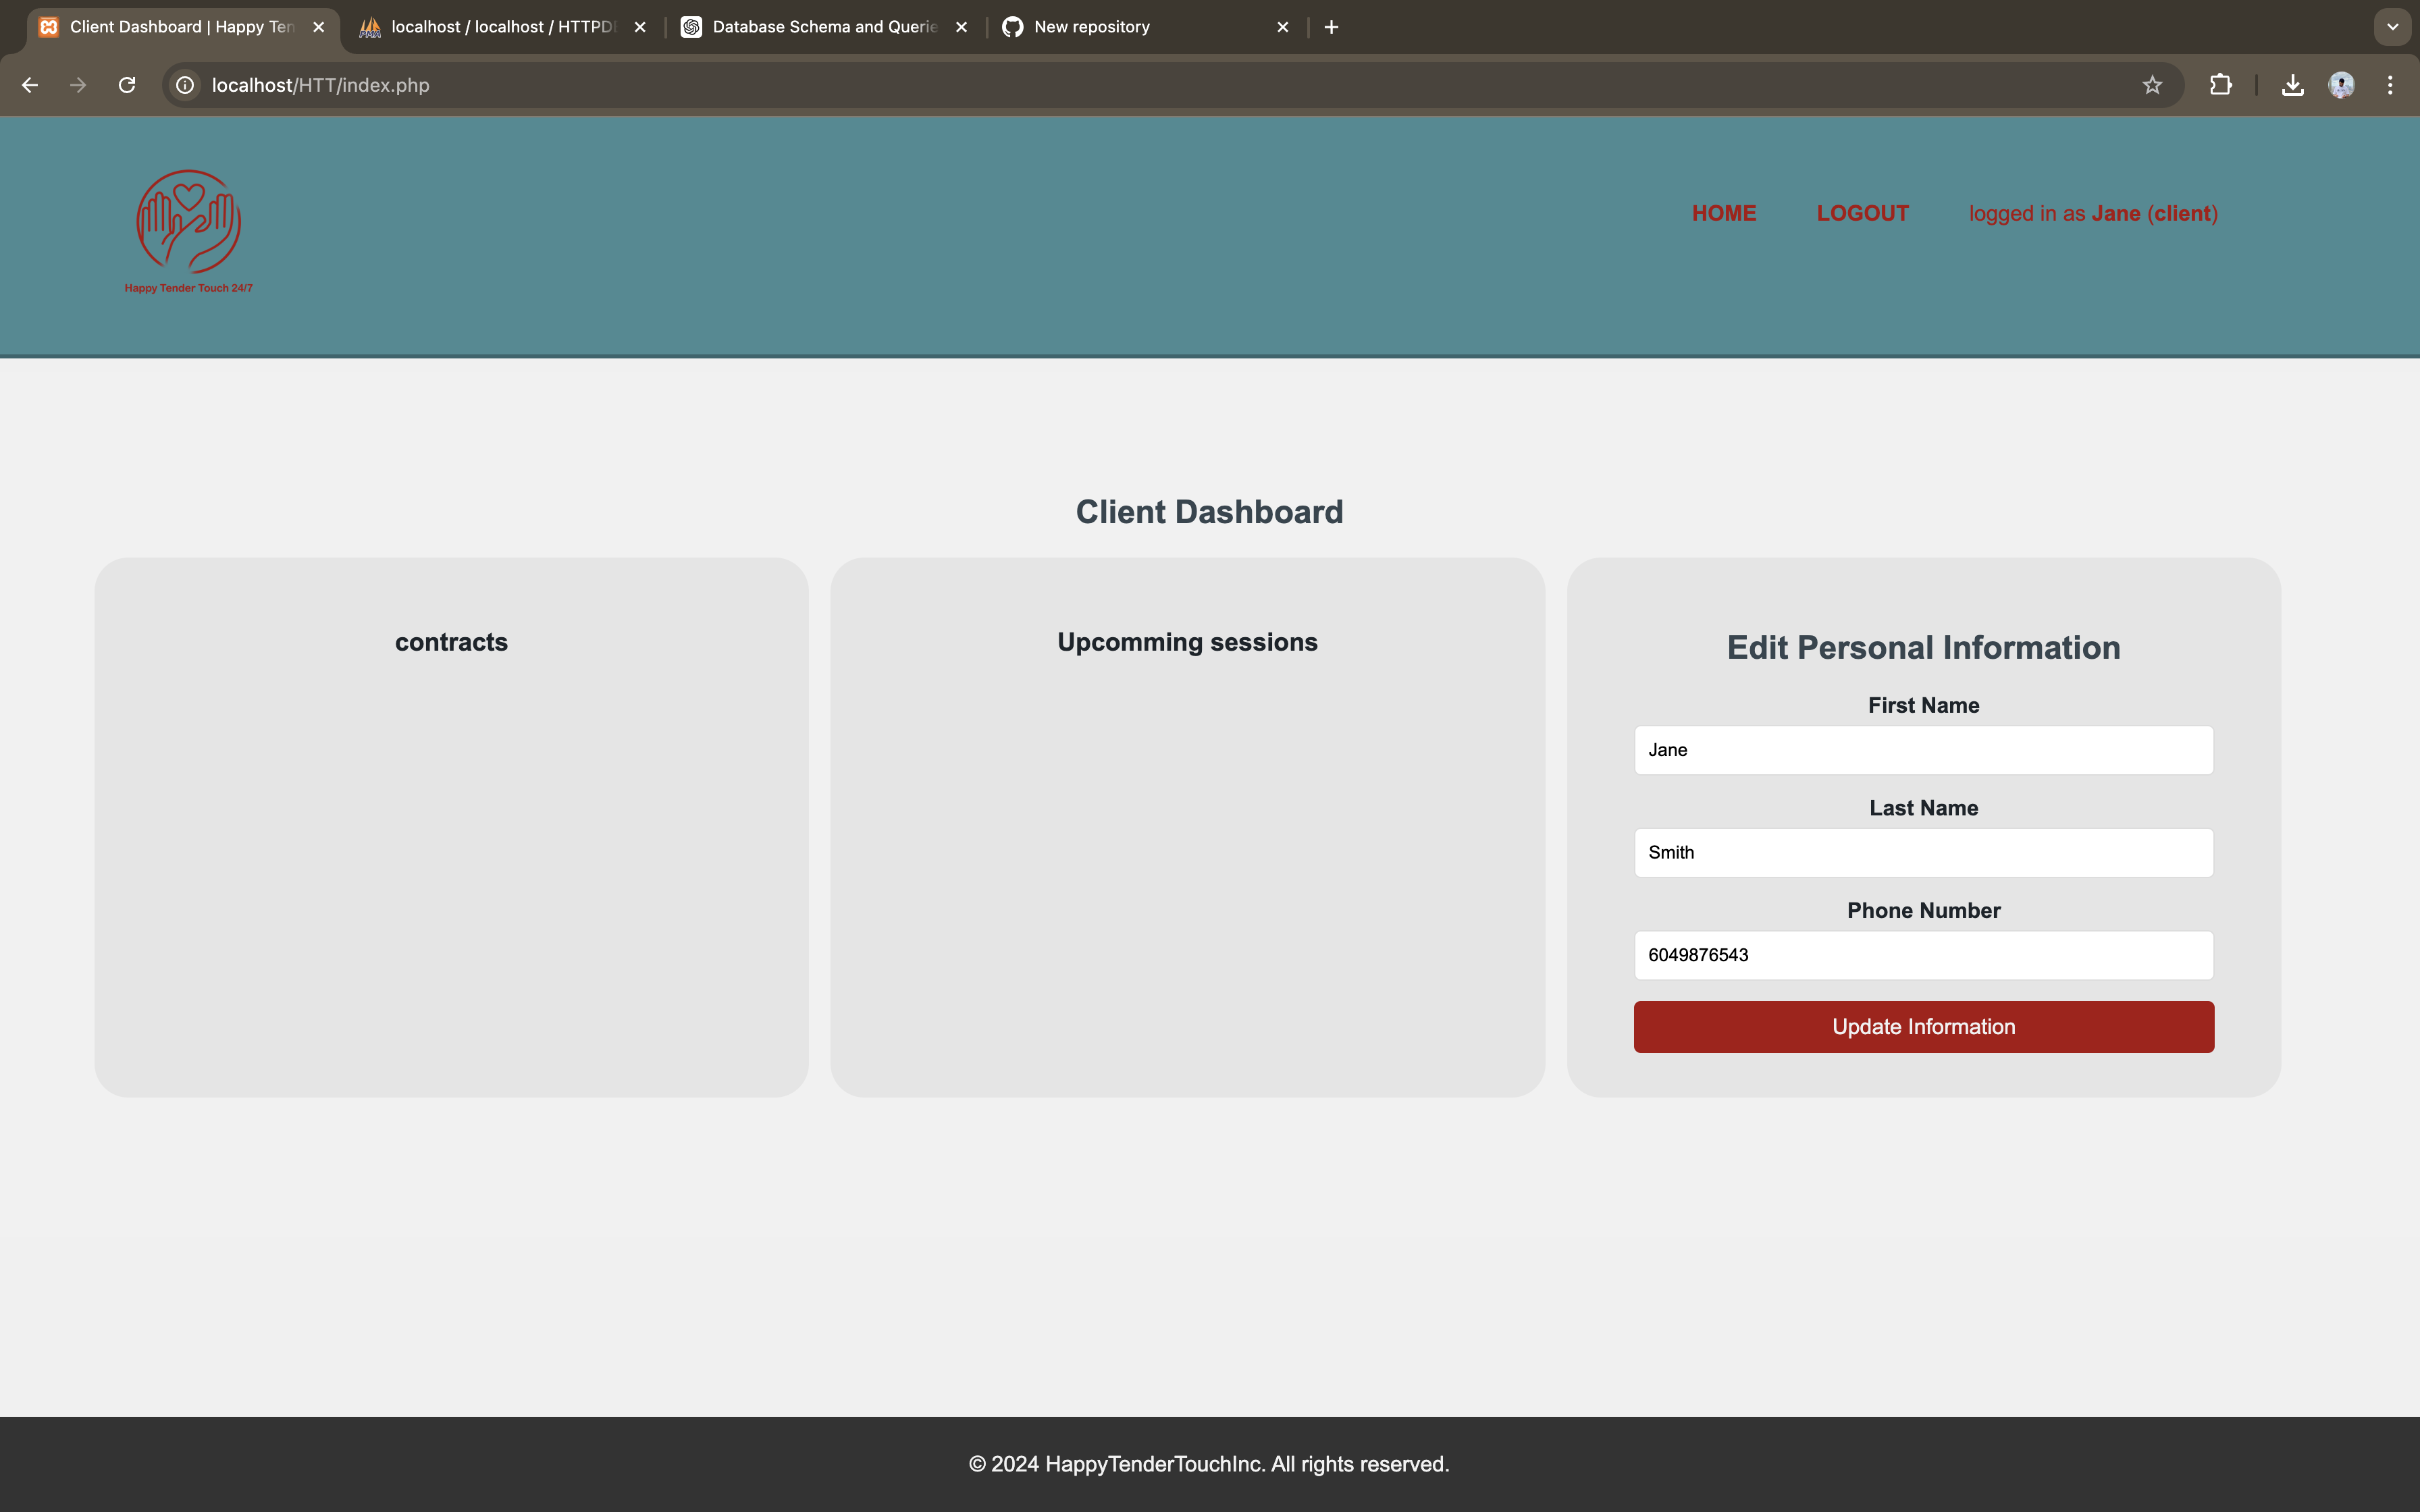 Client Dashboard | Happy Ten
localhost / localhost / HTTPD
Database Schema and Querie
New repository
localhost/HTT/index.php
Happy Tender Touch 24/7
HOME
LOGOUT
logged in as Jane (client)
Client Dashboard
contracts
Upcomming sessions
Edit Personal Information
First Name
Jane
Last Name
Smith
Phone Number
6049876543
Update Information
© 2024 HappyTenderTouchInc. All rights reserved.